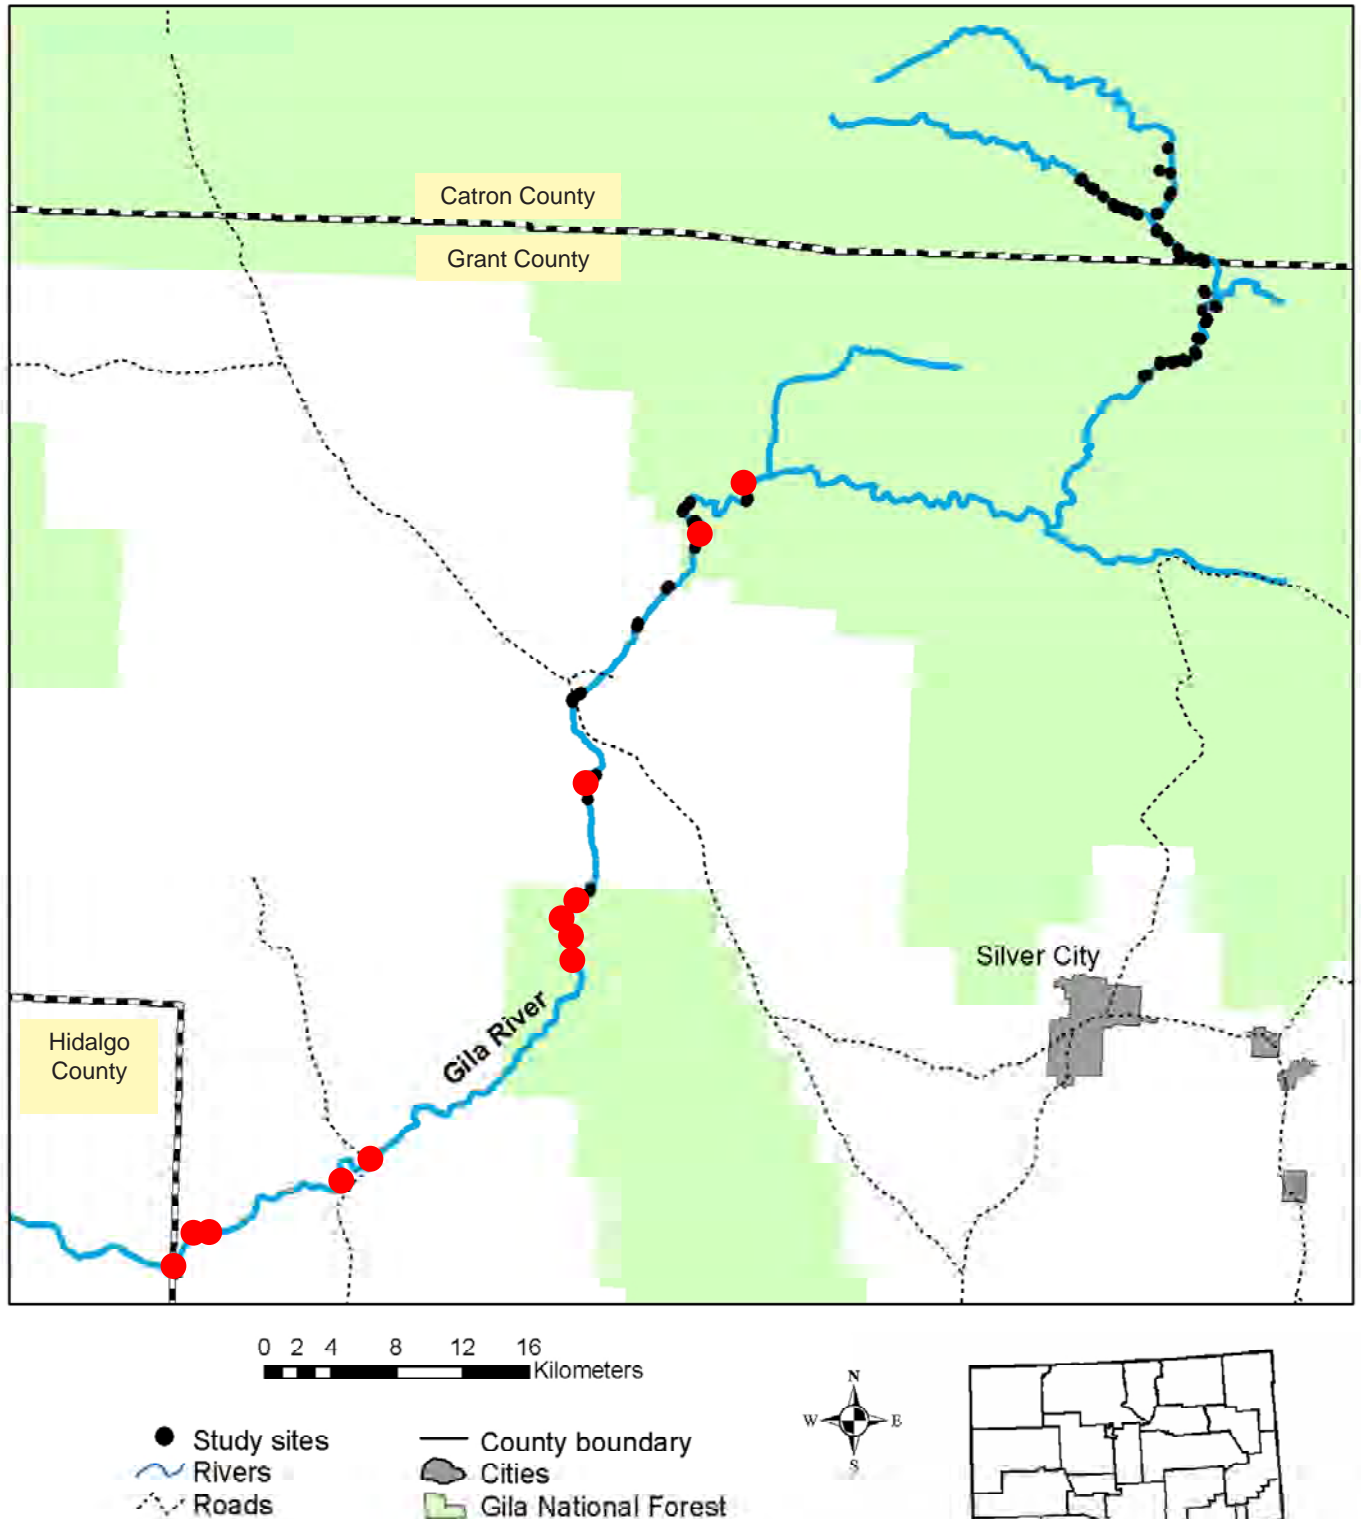 Catron County
Grant County
Silver City
Gila River
Hidalgo
County
0 2 4 8 12 16
Kilometers
N
W E
S
Study sites
County boundary
Rivers
Cities
Roads
Gila National Forest